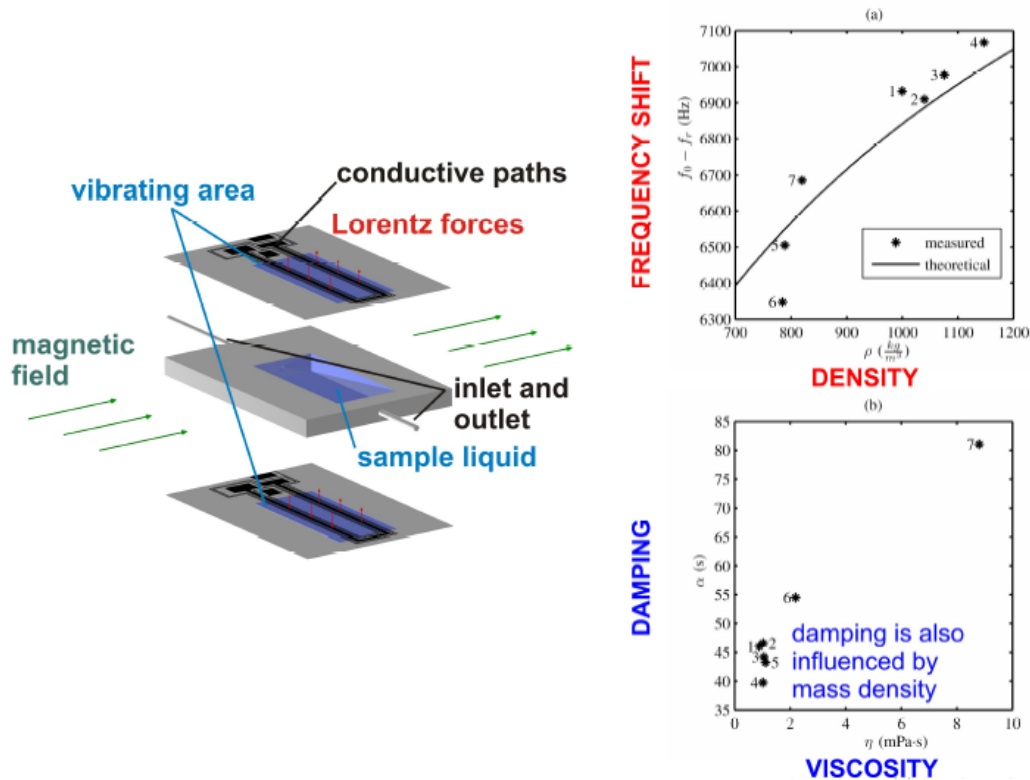 conductive paths
vibrating area
Lorentz forces
magnetic
field
inlet and
outlet
sample liquid
(a)
FREQUENCY SHIFT
f₀ − fᵣ (Hz)
7100
7000
6900
6800
6700
6600
6500
6400
6300
4
3
1
2
7
5
6
measured
theoretical
700
800
900
1000
1100
1200
ρ (kg/m³)
DENSITY
(b)
DAMPING
α (s)
85
80
75
70
65
60
55
50
45
40
35
7
6
1
2
3
5
4
damping is also
influenced by
mass density
0
2
4
6
8
10
η (mPa·s)
VISCOSITY